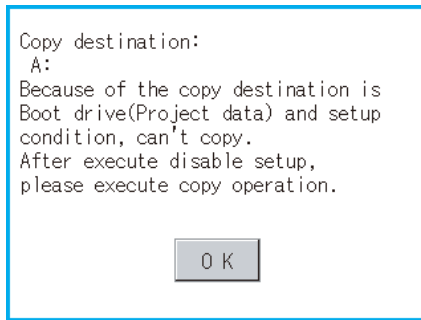 Copy destination:
A:
Because of the copy destination is
Boot drive(Project data) and setup
condition, can't copy.
After execute disable setup,
please execute copy operation.
O K